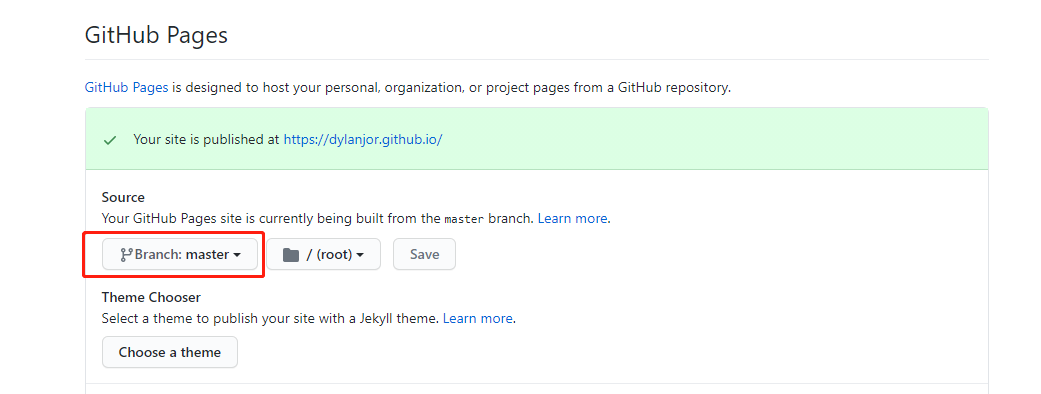 GitHub Pages
GitHub Pages is designed to host your personal, organization, or project pages from a GitHub repository.
Your site is published at https://dylanjor.github.io/
Source
Your GitHub Pages site is currently being built from the master branch. Learn more.
Branch: master / (root) Save
Theme Chooser
Select a theme to publish your site with a Jekyll theme. Learn more.
Choose a theme